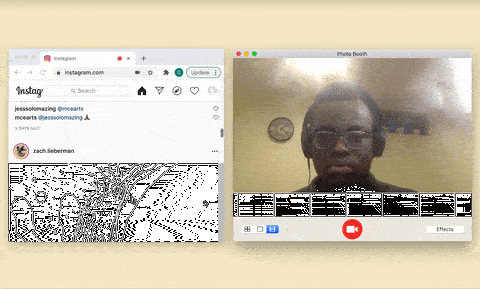 Instagram
instagram.com
Update
Instag
Search
jesssolomazing @mcearts
mcearts @jesssolomazing
3 DAYS AGO
zach.lieberman
Photo Booth
Effects